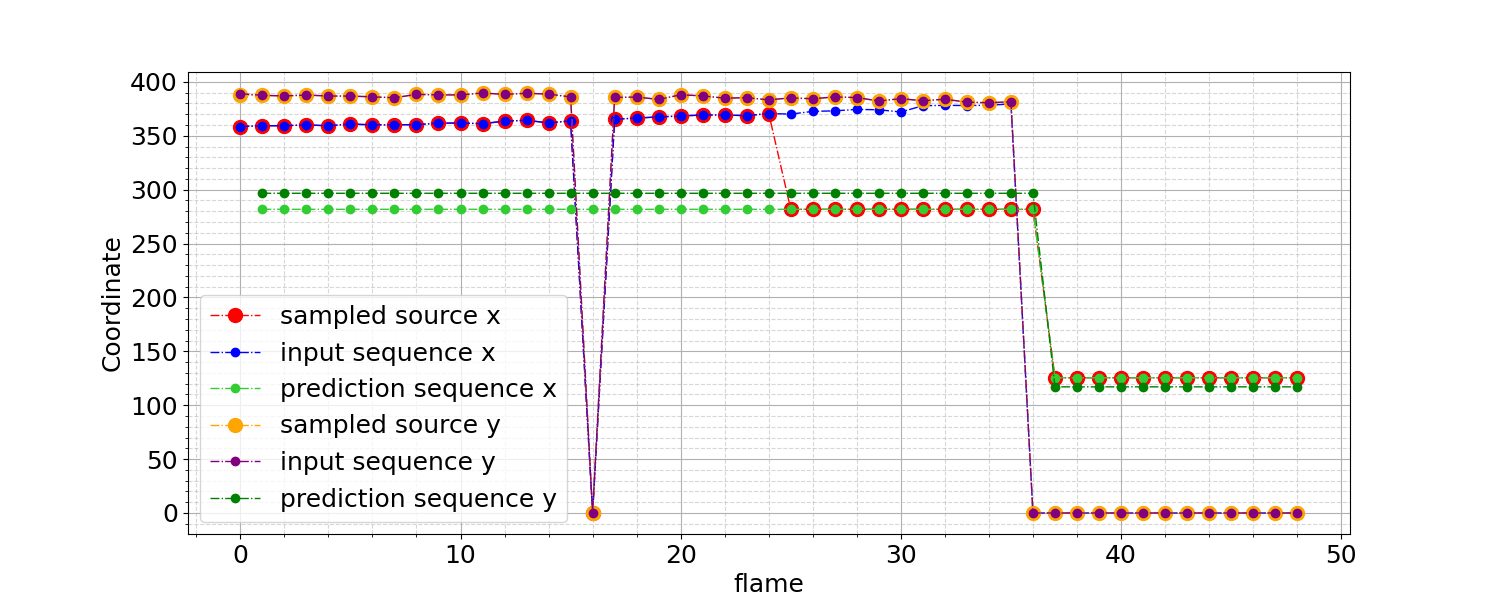 400
350
300
250
200
150
100
50
0
Coordinate
sampled source x
input sequence x
prediction sequence x
sampled source y
input sequence y
prediction sequence y
0 10 20 30 40 50
flame